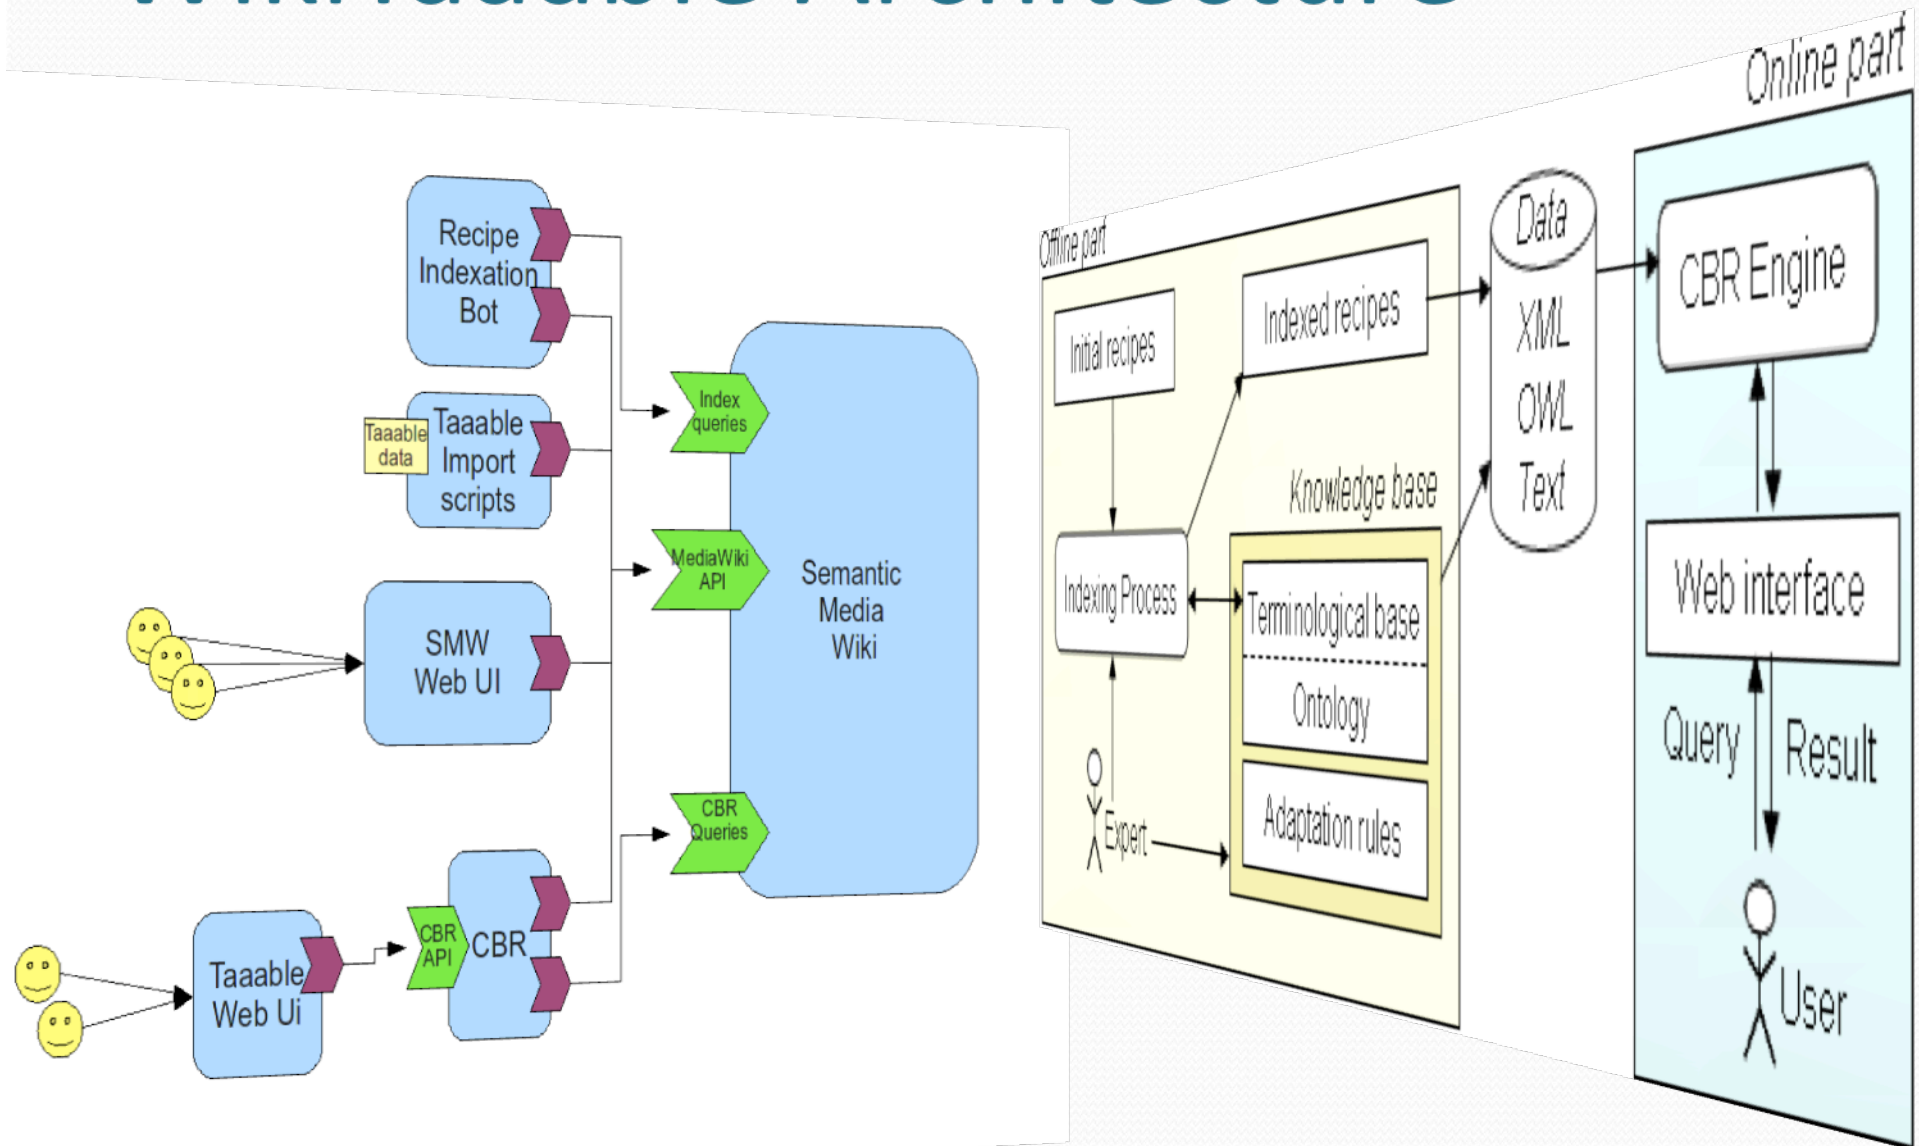 Recipe
Indexation
Bot
Taaable
data
Taaable
Import
scripts
SMW
Web UI
Taaable
Web Ui
CBR
API
CBR
Index
queries
MediaWiki
API
CBR
Queries
Semantic
Media
Wiki
Offline part
Initial recipes
Indexed recipes
Knowledge base
Indexing Process
Terminological base
Ontology
Adaptation rules
Expert
Data
XML
OWL
Text
Online part
CBR Engine
Web interface
Query
Result
User